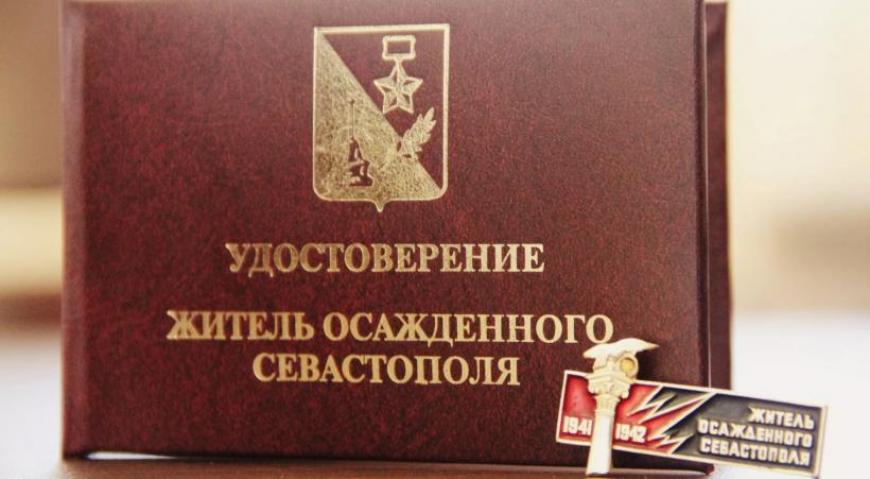 УДОСТОВЕРЕНИЕ
ЖИТЕЛЬ ОСАЖДЕННОГО
СЕВАСТОПОЛЯ
1941 1942
ЖИТЕЛЬ
ОСАЖДЕННОГО
СЕВАСТОПОЛЯ